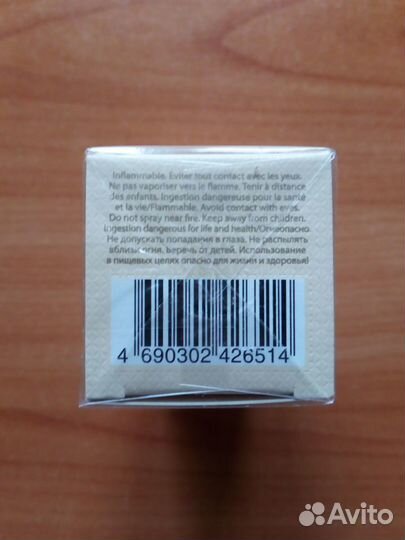 Inflammable. Eviter tout contact avec les yeux.
Ne pas vaporiser vers le flamme. Tenir à distance
des enfants. Ingestion dangereuse pour la santé
et la vie/Flammable. Avoid contact with eyes.
Do not spray near fire. Keep away from children.
Ingestion dangerous for life and health/Огнеопасно.
Не допускать попадания в глаза. Не распылять
вблизи огня. Беречь от детей. Использование
в пищевых целях опасно для жизни и здоровья!
4 690302 426514
Avito